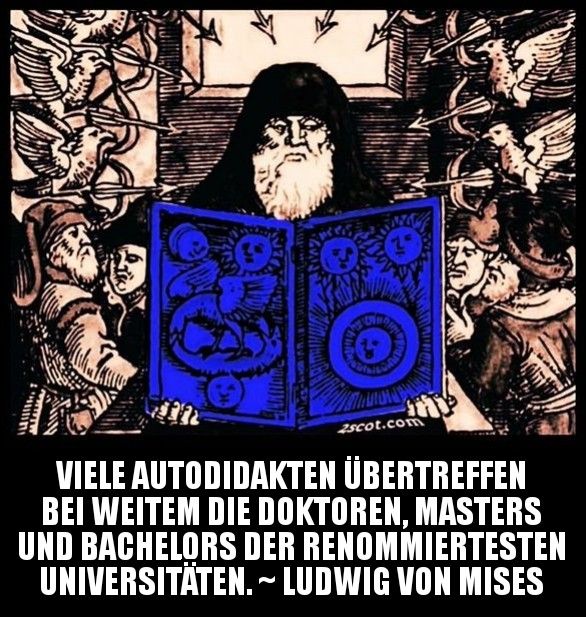 2scot.com
VIELE AUTODIDAKTEN ÜBERTREFFEN
BEI WEITEM DIE DOKTOREN, MASTERS
UND BACHELORS DER RENOMMIERTESTEN
UNIVERSITÄTEN. ~ LUDWIG VON MISES